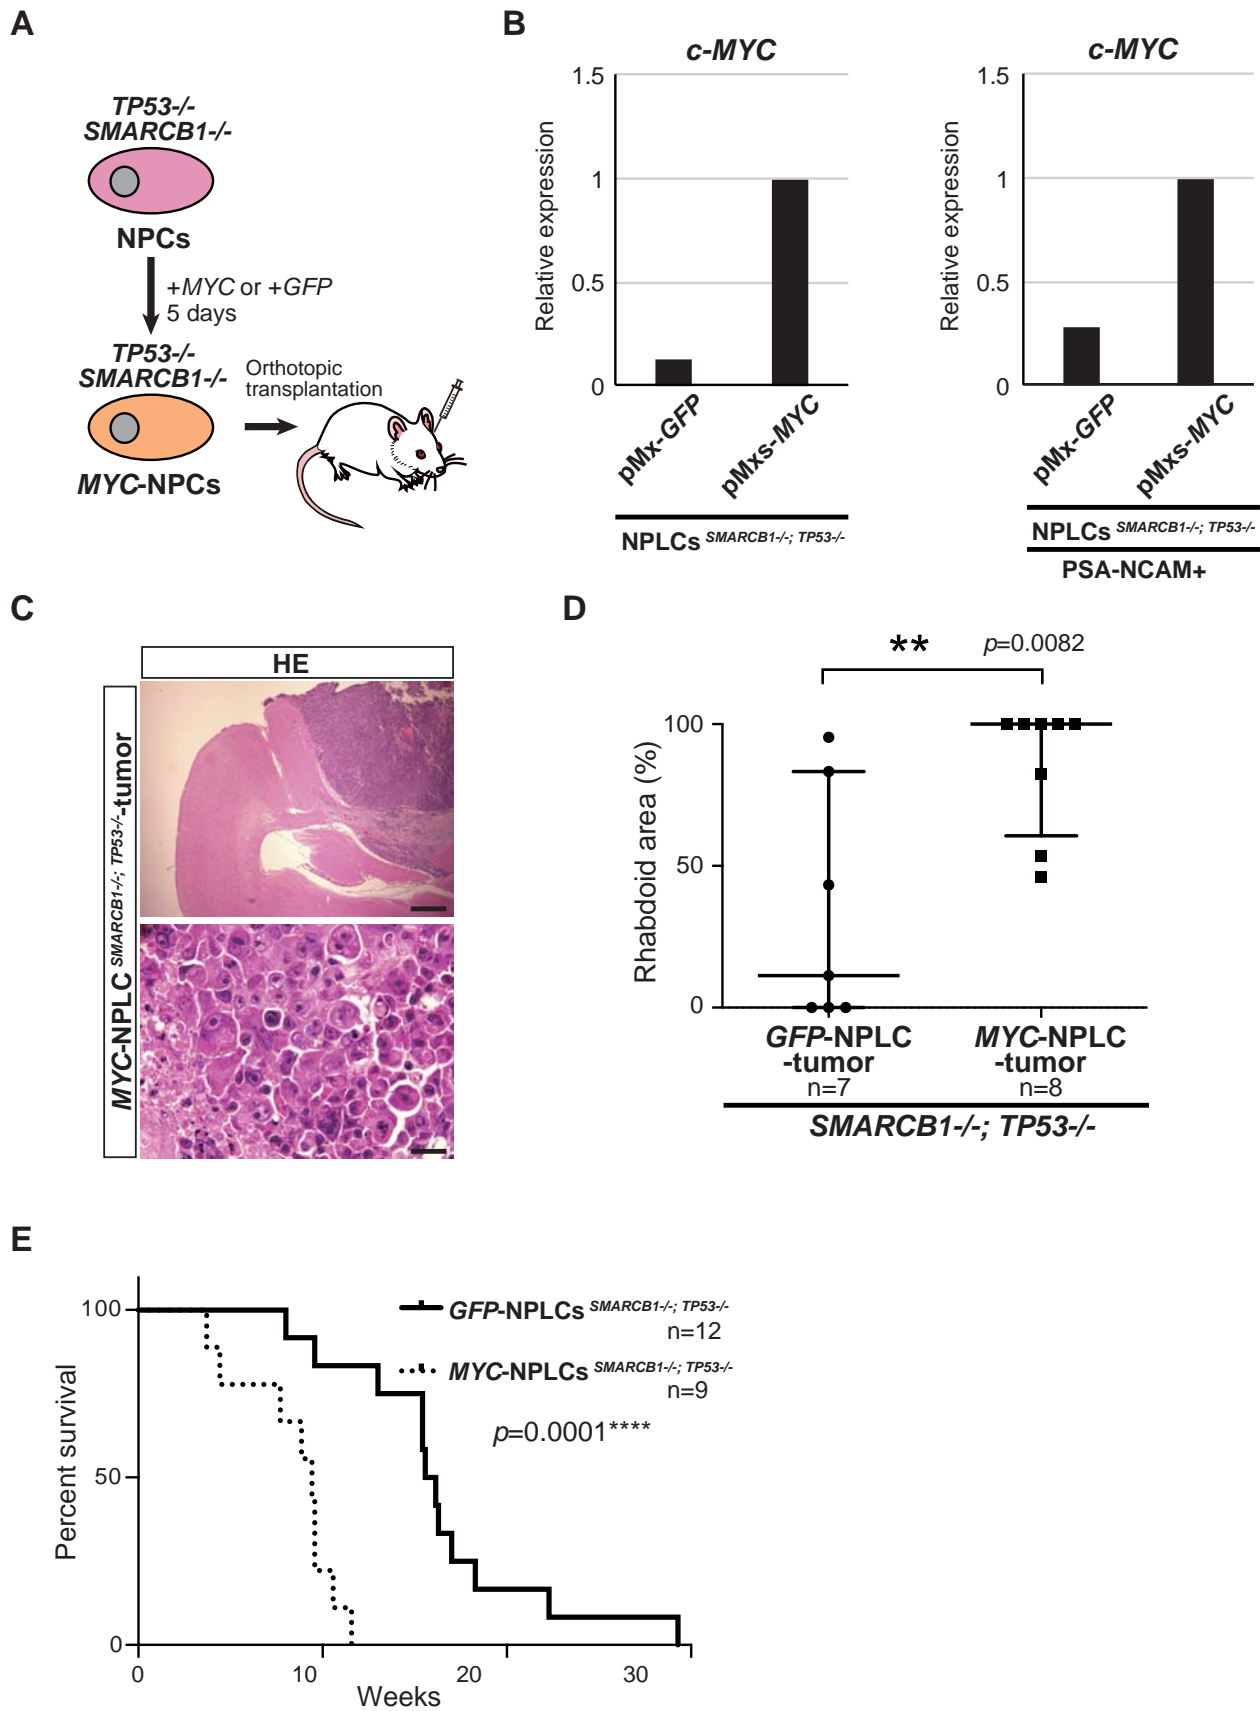 A
TP53-/-
SMARCB1-/-
NPCs
+MYC or +GFP
5 days
TP53-/-
SMARCB1-/-
MYC-NPCs
Orthotopic
transplantation
B
c-MYC
1.5
1
0.5
0
Relative expression
pMx-GFP
pMxs-MYC
NPLCs SMARCB1-/-; TP53-/-
c-MYC
1.5
1
0.5
0
Relative expression
pMx-GFP
pMxs-MYC
NPLCs SMARCB1-/-; TP53-/-
PSA-NCAM+
C
HE
MYC-NPLC SMARCB1-/-; TP53-/--tumor
D
** p=0.0082
100
50
0
Rhabdoid area (%)
GFP-NPLC
-tumor
n=7
MYC-NPLC
-tumor
n=8
SMARCB1-/-; TP53-/-
E
100
50
0
Percent survival
GFP-NPLCs SMARCB1-/-; TP53-/-
n=12
MYC-NPLCs SMARCB1-/-; TP53-/-
n=9
p=0.0001****
0 10 20 30
Weeks